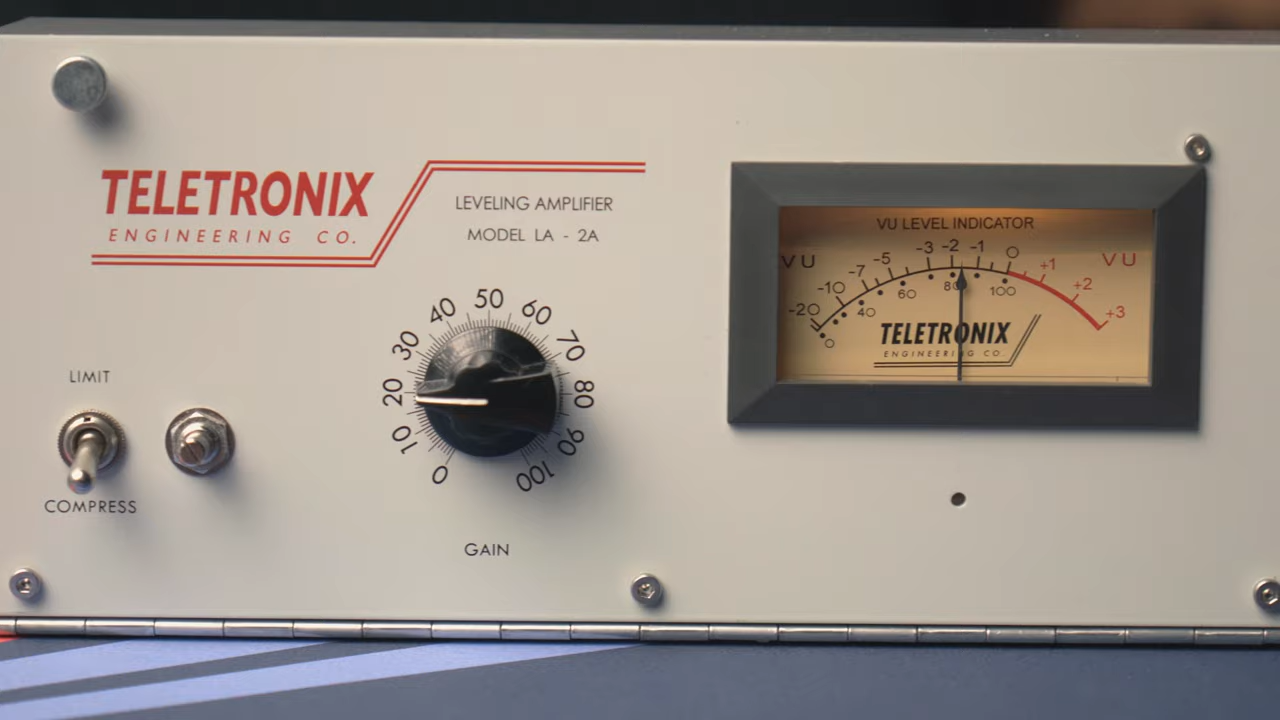 TELETRONIX
ENGINEERING CO.
LEVELING AMPLIFIER
MODEL LA - 2A
LIMIT
COMPRESS
0 10 20 30 40 50 60 70 80 90 100
GAIN
VU LEVEL INDICATOR
VU VU
-20 -10 -7 -5 -3 -2 -1 0 +1 +2 +3
0 40 60 80 100
TELETRONIX
ENGINEERING CO.